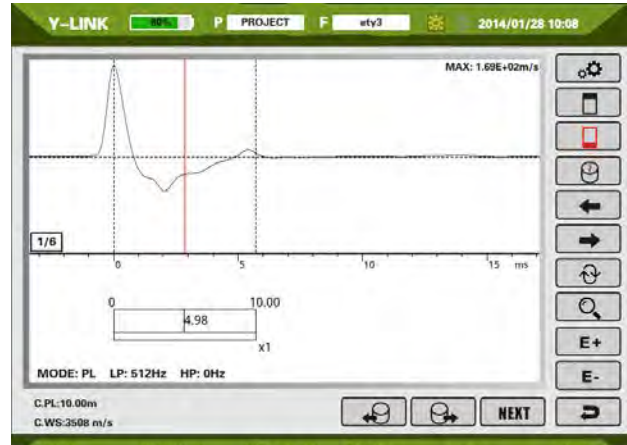 Y-LINK 80% P PROJECT F sty3 2014/01/28 10:08
MAX: 1.69E+02m/s
1/6
0 5 10 15 ms
0 10.00
4.98
x1
MODE: PL LP: 512Hz HP: 0Hz
E+
E-
C.PL:10.00m
C.WS:3508 m/s
NEXT